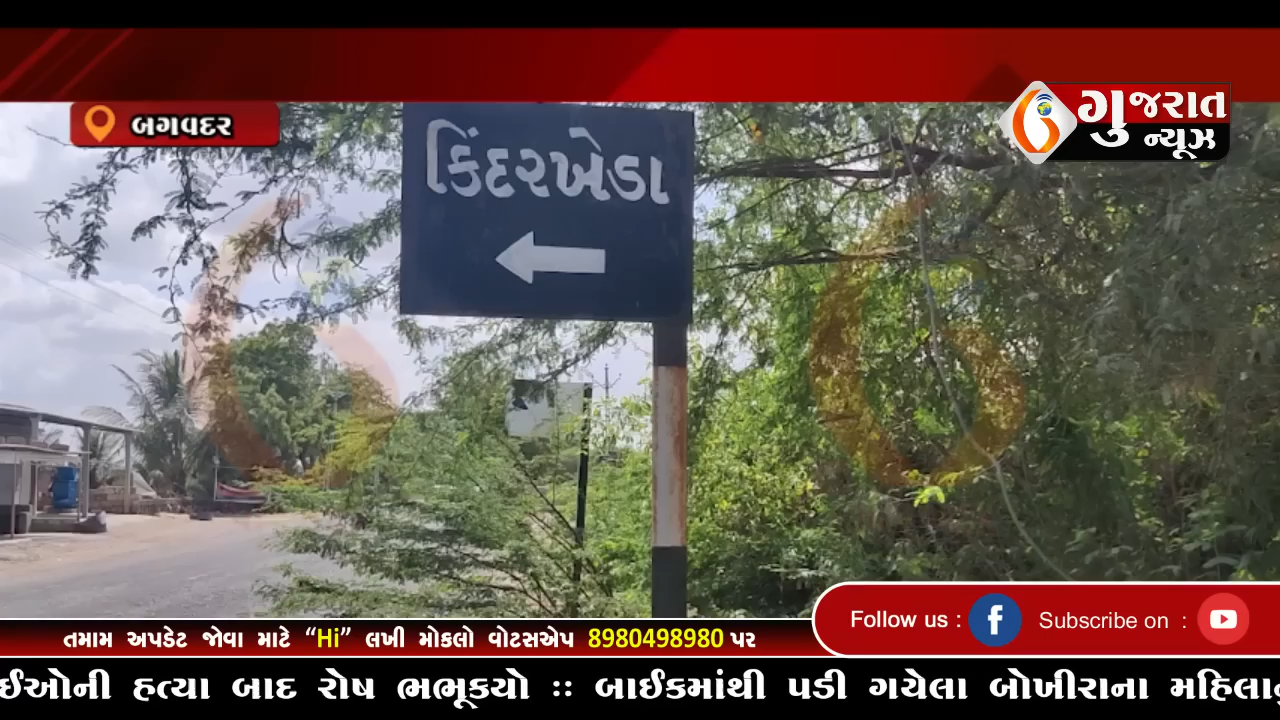 બગવદર
ગુજરાત
ન્યૂઝ
કિંદરખેડા
Follow us :
Subscribe on :
તમામ અપડેટ જોવા માટે “Hi” લખી મોકલો વોટસએપ 8980498980 પર
ઈઓની હત્યા બાદ રોષ ભભૂકયો :: બાઈકમાંથી પડી ગયેલા બોખીરાના મહિલાનુ